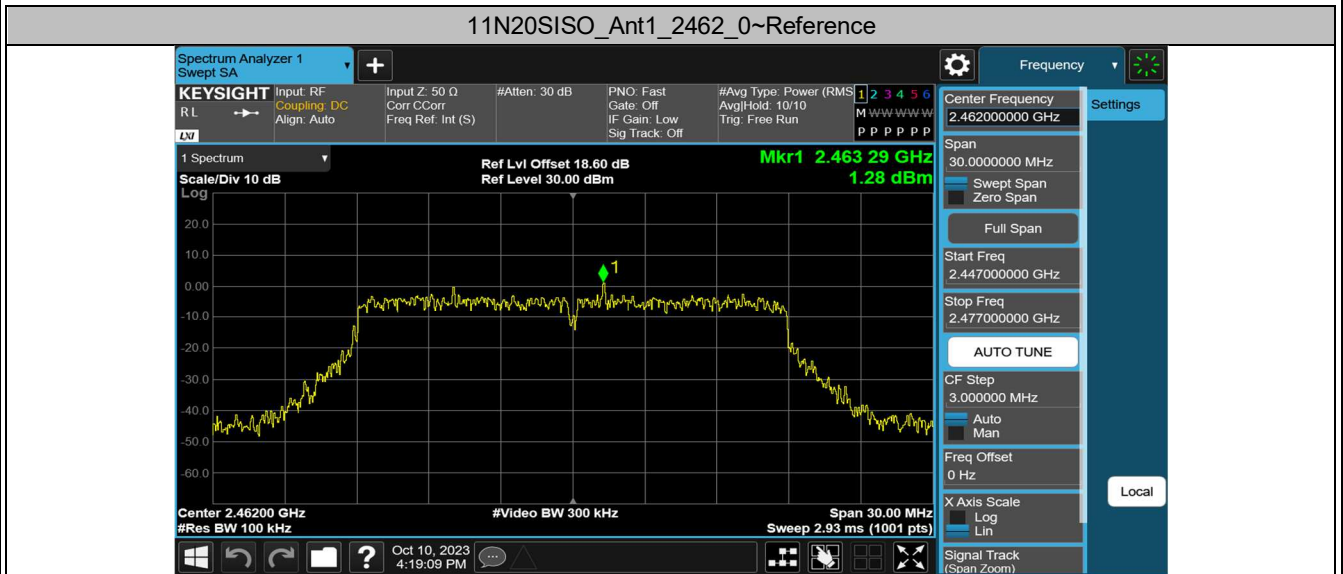 11N20SISO_Ant1_2462_0~Reference
Spectrum Analyzer 1
Swept SA
Frequency
KEYSIGHT
R L
LXI
Input: RF
Coupling: DC
Align: Auto
Input Z: 50 Ω
Corr CCorr
Freq Ref: Int (S)
#Atten: 30 dB
PNO: Fast
Gate: Off
IF Gain: Low
Sig Track: Off
#Avg Type: Power (RMS
Avg|Hold: 10/10
Trig: Free Run
1 2 3 4 5 6
M W W W W W
P P P P P P
1 Spectrum
Scale/Div 10 dB
Log
Ref Lvl Offset 18.60 dB
Ref Level 30.00 dBm
Mkr1 2.463 29 GHz
1.28 dBm
20.0
10.0
0.00
-10.0
-20.0
-30.0
-40.0
-50.0
-60.0
1
Center 2.46200 GHz
#Res BW 100 kHz
#Video BW 300 kHz
Span 30.00 MHz
Sweep 2.93 ms (1001 pts)
Center Frequency
2.462000000 GHz
Span
30.0000000 MHz
Swept Span
Zero Span
Full Span
Start Freq
2.447000000 GHz
Stop Freq
2.477000000 GHz
AUTO TUNE
CF Step
3.000000 MHz
Auto
Man
Freq Offset
0 Hz
X Axis Scale
Log
Lin
Signal Track
(Span Zoom)
Settings
Local
?
Oct 10, 2023
4:19:09 PM